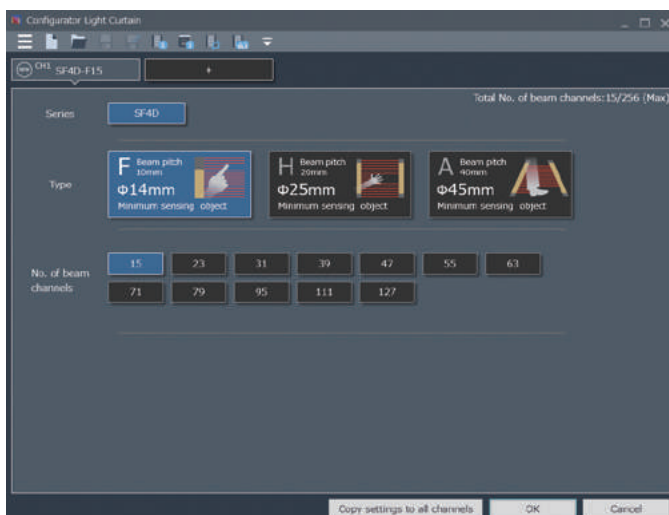 Configurator Light Curtain
CH1 SF4D-F15
+
Total No. of beam channels:15/256 (Max)
Series
SF4D
Type
F Beam pitch
10mm
Φ14mm
Minimum sensing object
H Beam pitch
20mm
Φ25mm
Minimum sensing object
A Beam pitch
40mm
Φ45mm
Minimum sensing object
No. of beam
channels
15 23 31 39 47 55 63
71 79 95 111 127
Copy settings to all channels OK Cancel